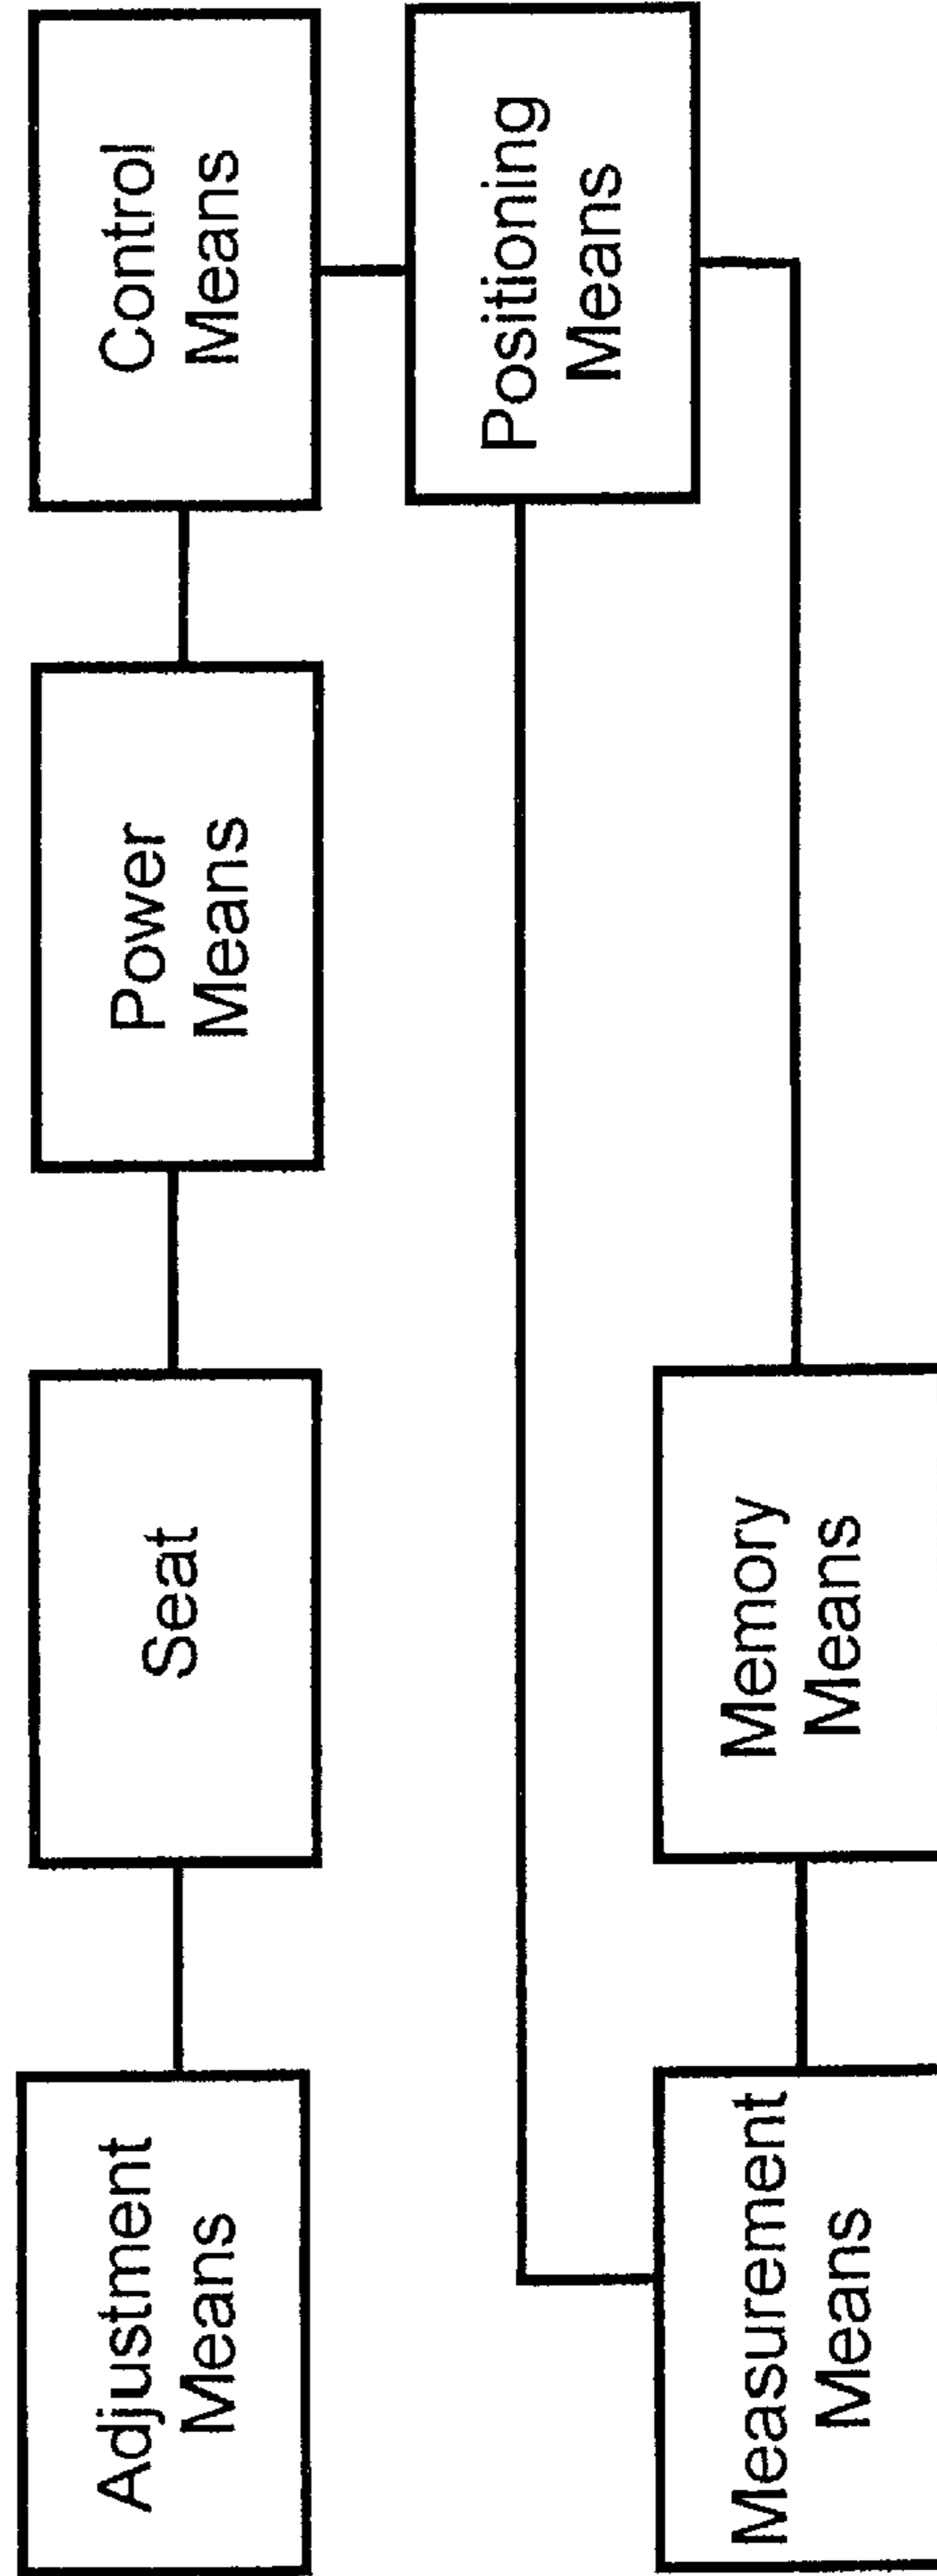 Adjustment
Means
Seat
Power
Means
Control
Means
Positioning
Means
Measurement
Means
Memory
Means